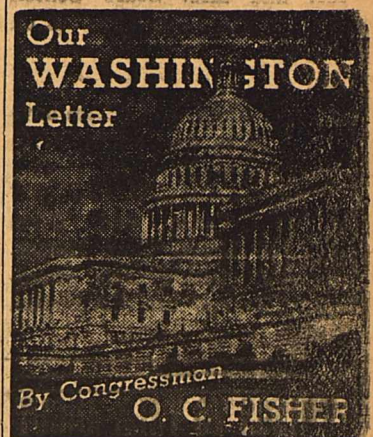 Our
WASHINGTON
Letter
By Congressman
O. C. FISHER